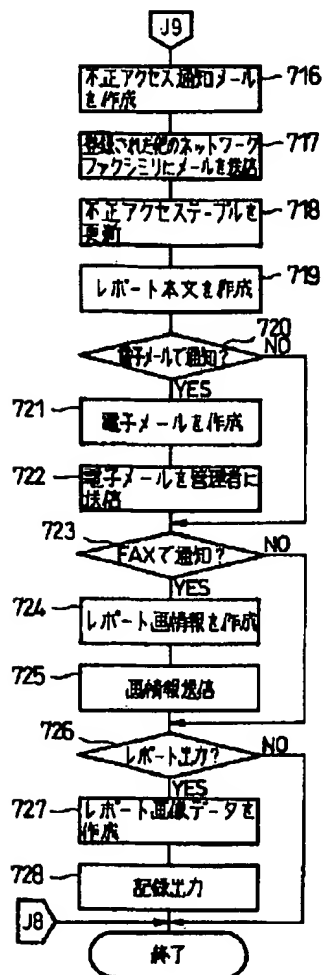 J9
不正アクセス通知メール
を作成
716
登録された他のネットワーク
ファクシミリにメールを送信
717
不正アクセステーブルを
更新
718
レポート本文を作成
719
720
電子メールで通知?
NO
YES
721
電子メールを作成
722
電子メールを管理者に
送信
723
FAXで通知?
NO
YES
724
レポート画情報を作成
725
画情報送信
726
レポート出力?
NO
YES
727
レポート画像データを
作成
728
記録出力
J8
終了